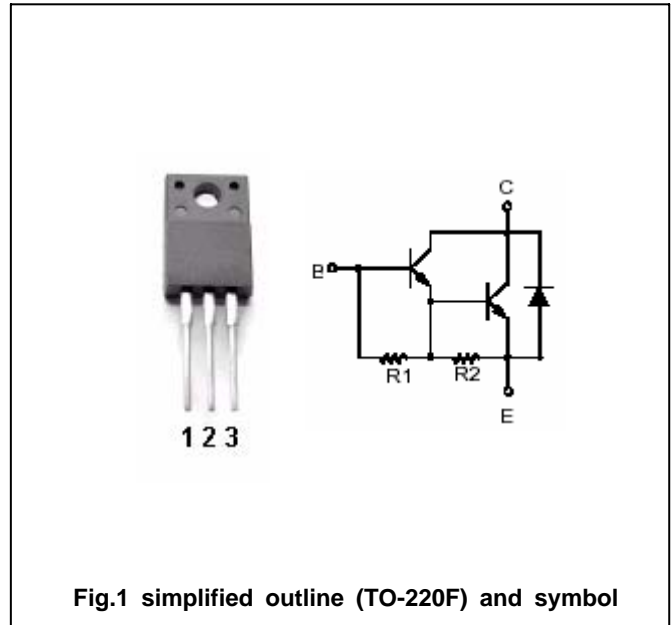 C
B
R1
R2
E
1 2 3
Fig.1 simplified outline (TO-220F) and symbol